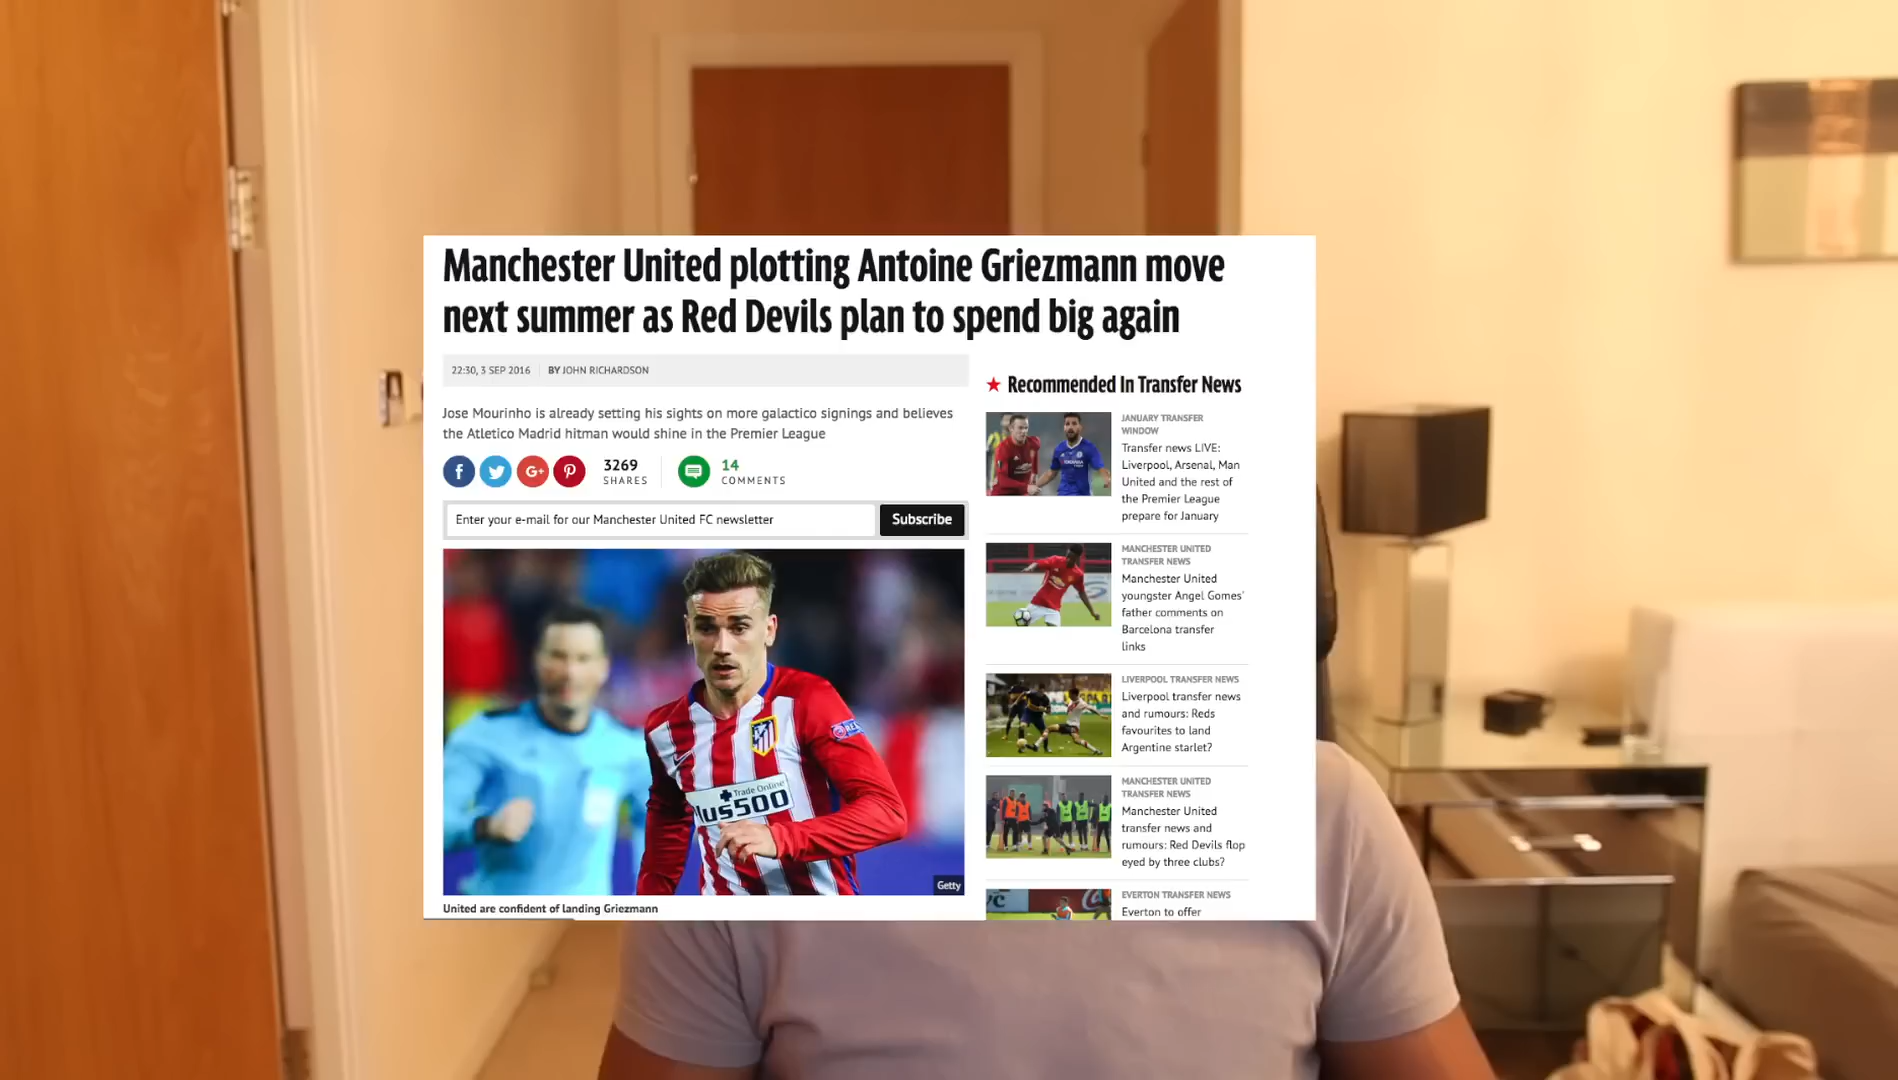 Manchester United plotting Antoine Griezmann move
next summer as Red Devils plan to spend big again
22:30, 3 SEP 2016
BY JOHN RICHARDSON
Jose Mourinho is already setting his sights on more galactico signings and believes
the Atletico Madrid hitman would shine in the Premier League
3269
SHARES
14
COMMENTS
Enter your e-mail for our Manchester United FC newsletter
Subscribe
Trade Online
lus500
Getty
United are confident of landing Griezmann
Recommended In Transfer News
JANUARY TRANSFER
WINDOW
Transfer news LIVE:
Liverpool, Arsenal, Man
United and the rest of
the Premier League
prepare for January
MANCHESTER UNITED
TRANSFER NEWS
Manchester United
youngster Angel Gomes'
father comments on
Barcelona transfer
links
LIVERPOOL TRANSFER NEWS
Liverpool transfer news
and rumours: Reds
favourites to land
Argentine starlet?
MANCHESTER UNITED
TRANSFER NEWS
Manchester United
transfer news and
rumours: Red Devils flop
eyed by three clubs?
EVERTON TRANSFER NEWS
Everton to offer